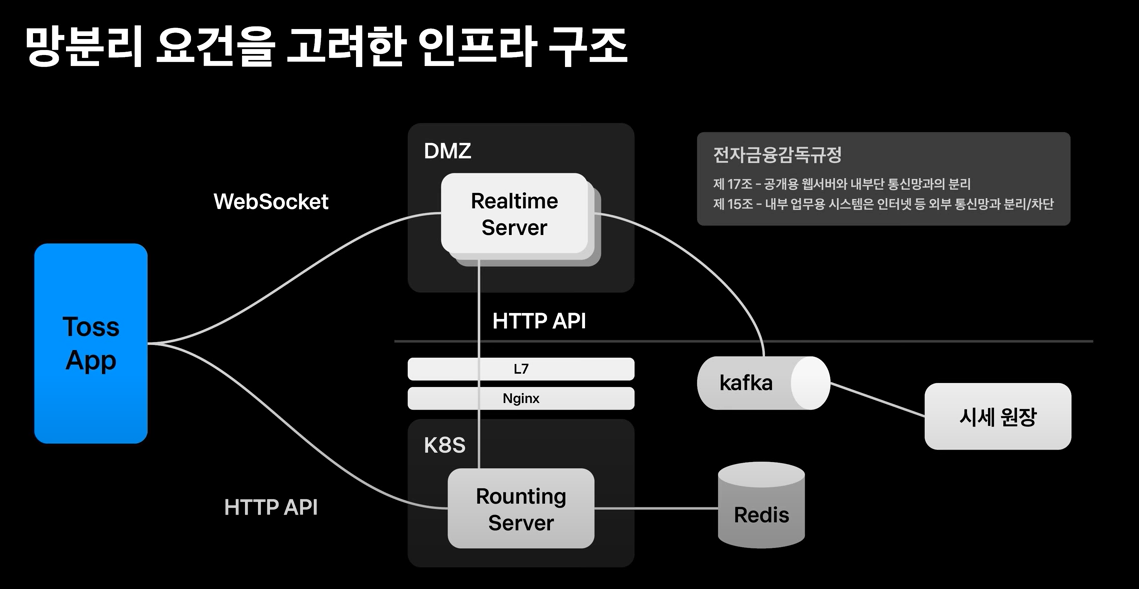 망분리 요건을 고려한 인프라 구조
DMZ
Realtime
Server
WebSocket
전자금융감독규정
제 17조 - 공개용 웹서버와 내부단 통신망과의 분리
제 15조 - 내부 업무용 시스템은 인터넷 등 외부 통신망과 분리/차단
Toss
App
HTTP API
L7
Nginx
kafka
시세 원장
K8S
Rounting
Server
HTTP API
Redis